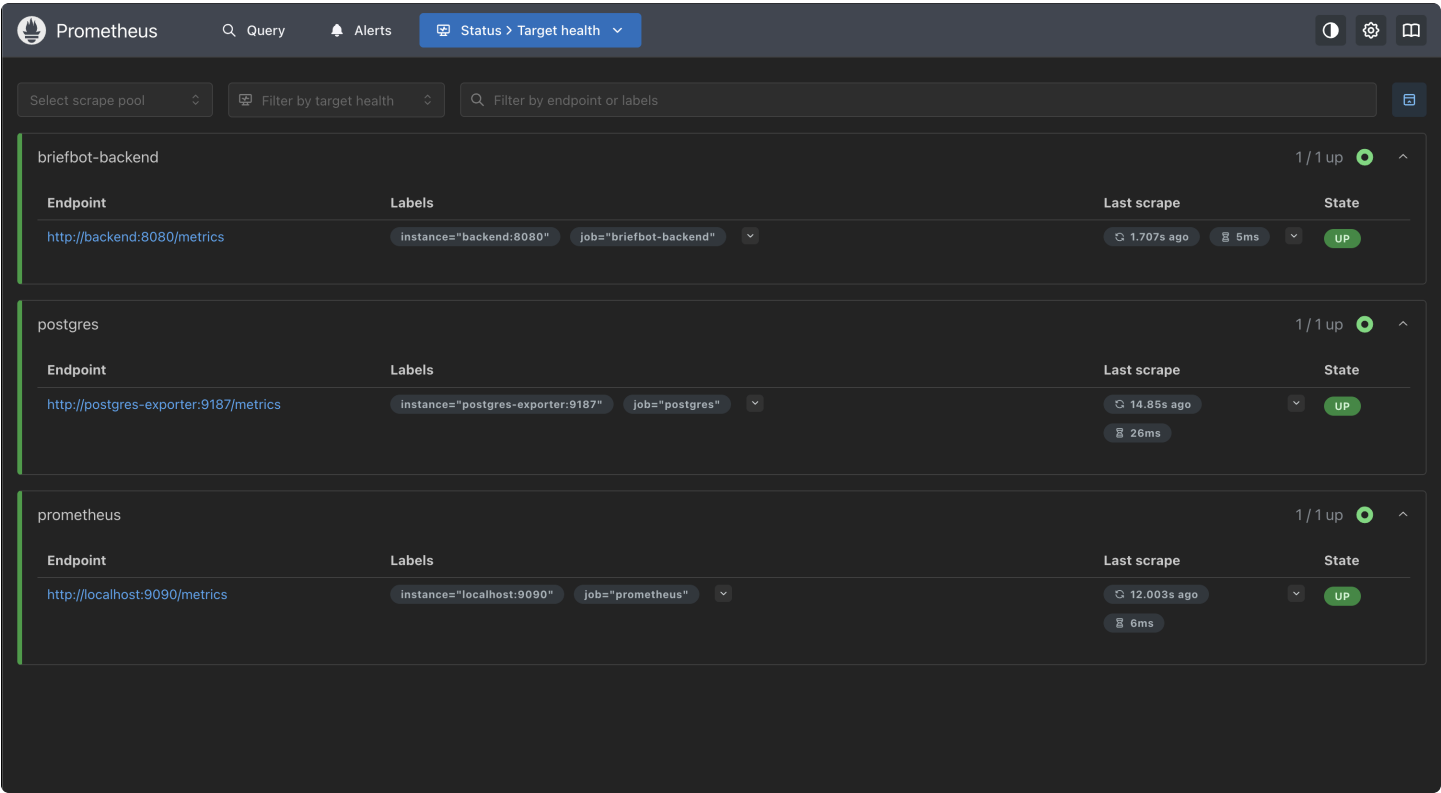 Prometheus Query Alerts Status > Target health
Select scrape pool Filter by target health Filter by endpoint or labels
briefbot-backend 1 / 1 up
Endpoint Labels Last scrape State
http://backend:8080/metrics instance="backend:8080" job="briefbot-backend" 1.707s ago 5ms UP
postgres 1 / 1 up
Endpoint Labels Last scrape State
http://postgres-exporter:9187/metrics instance="postgres-exporter:9187" job="postgres" 14.85s ago UP
26ms
prometheus 1 / 1 up
Endpoint Labels Last scrape State
http://localhost:9090/metrics instance="localhost:9090" job="prometheus" 12.003s ago UP
6ms